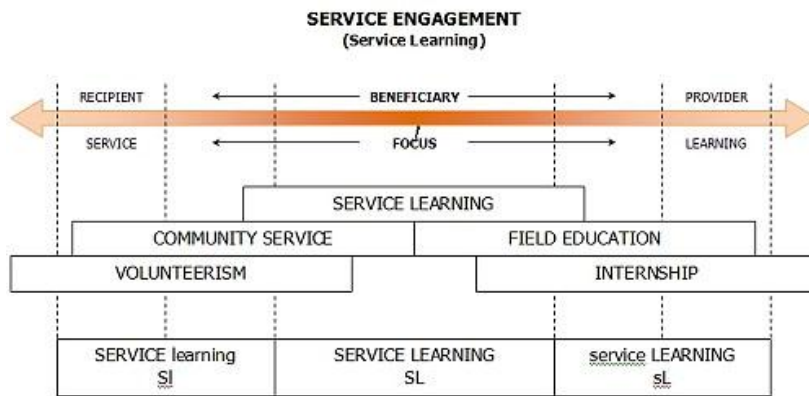 SERVICE ENGAGEMENT
(Service Learning)
RECIPIENT BENEFICIARY PROVIDER
SERVICE FOCUS LEARNING
SERVICE LEARNING
COMMUNITY SERVICE FIELD EDUCATION
VOLUNTEERISM INTERNSHIP
SERVICE learning SERVICE LEARNING service LEARNING
Sl SL sL